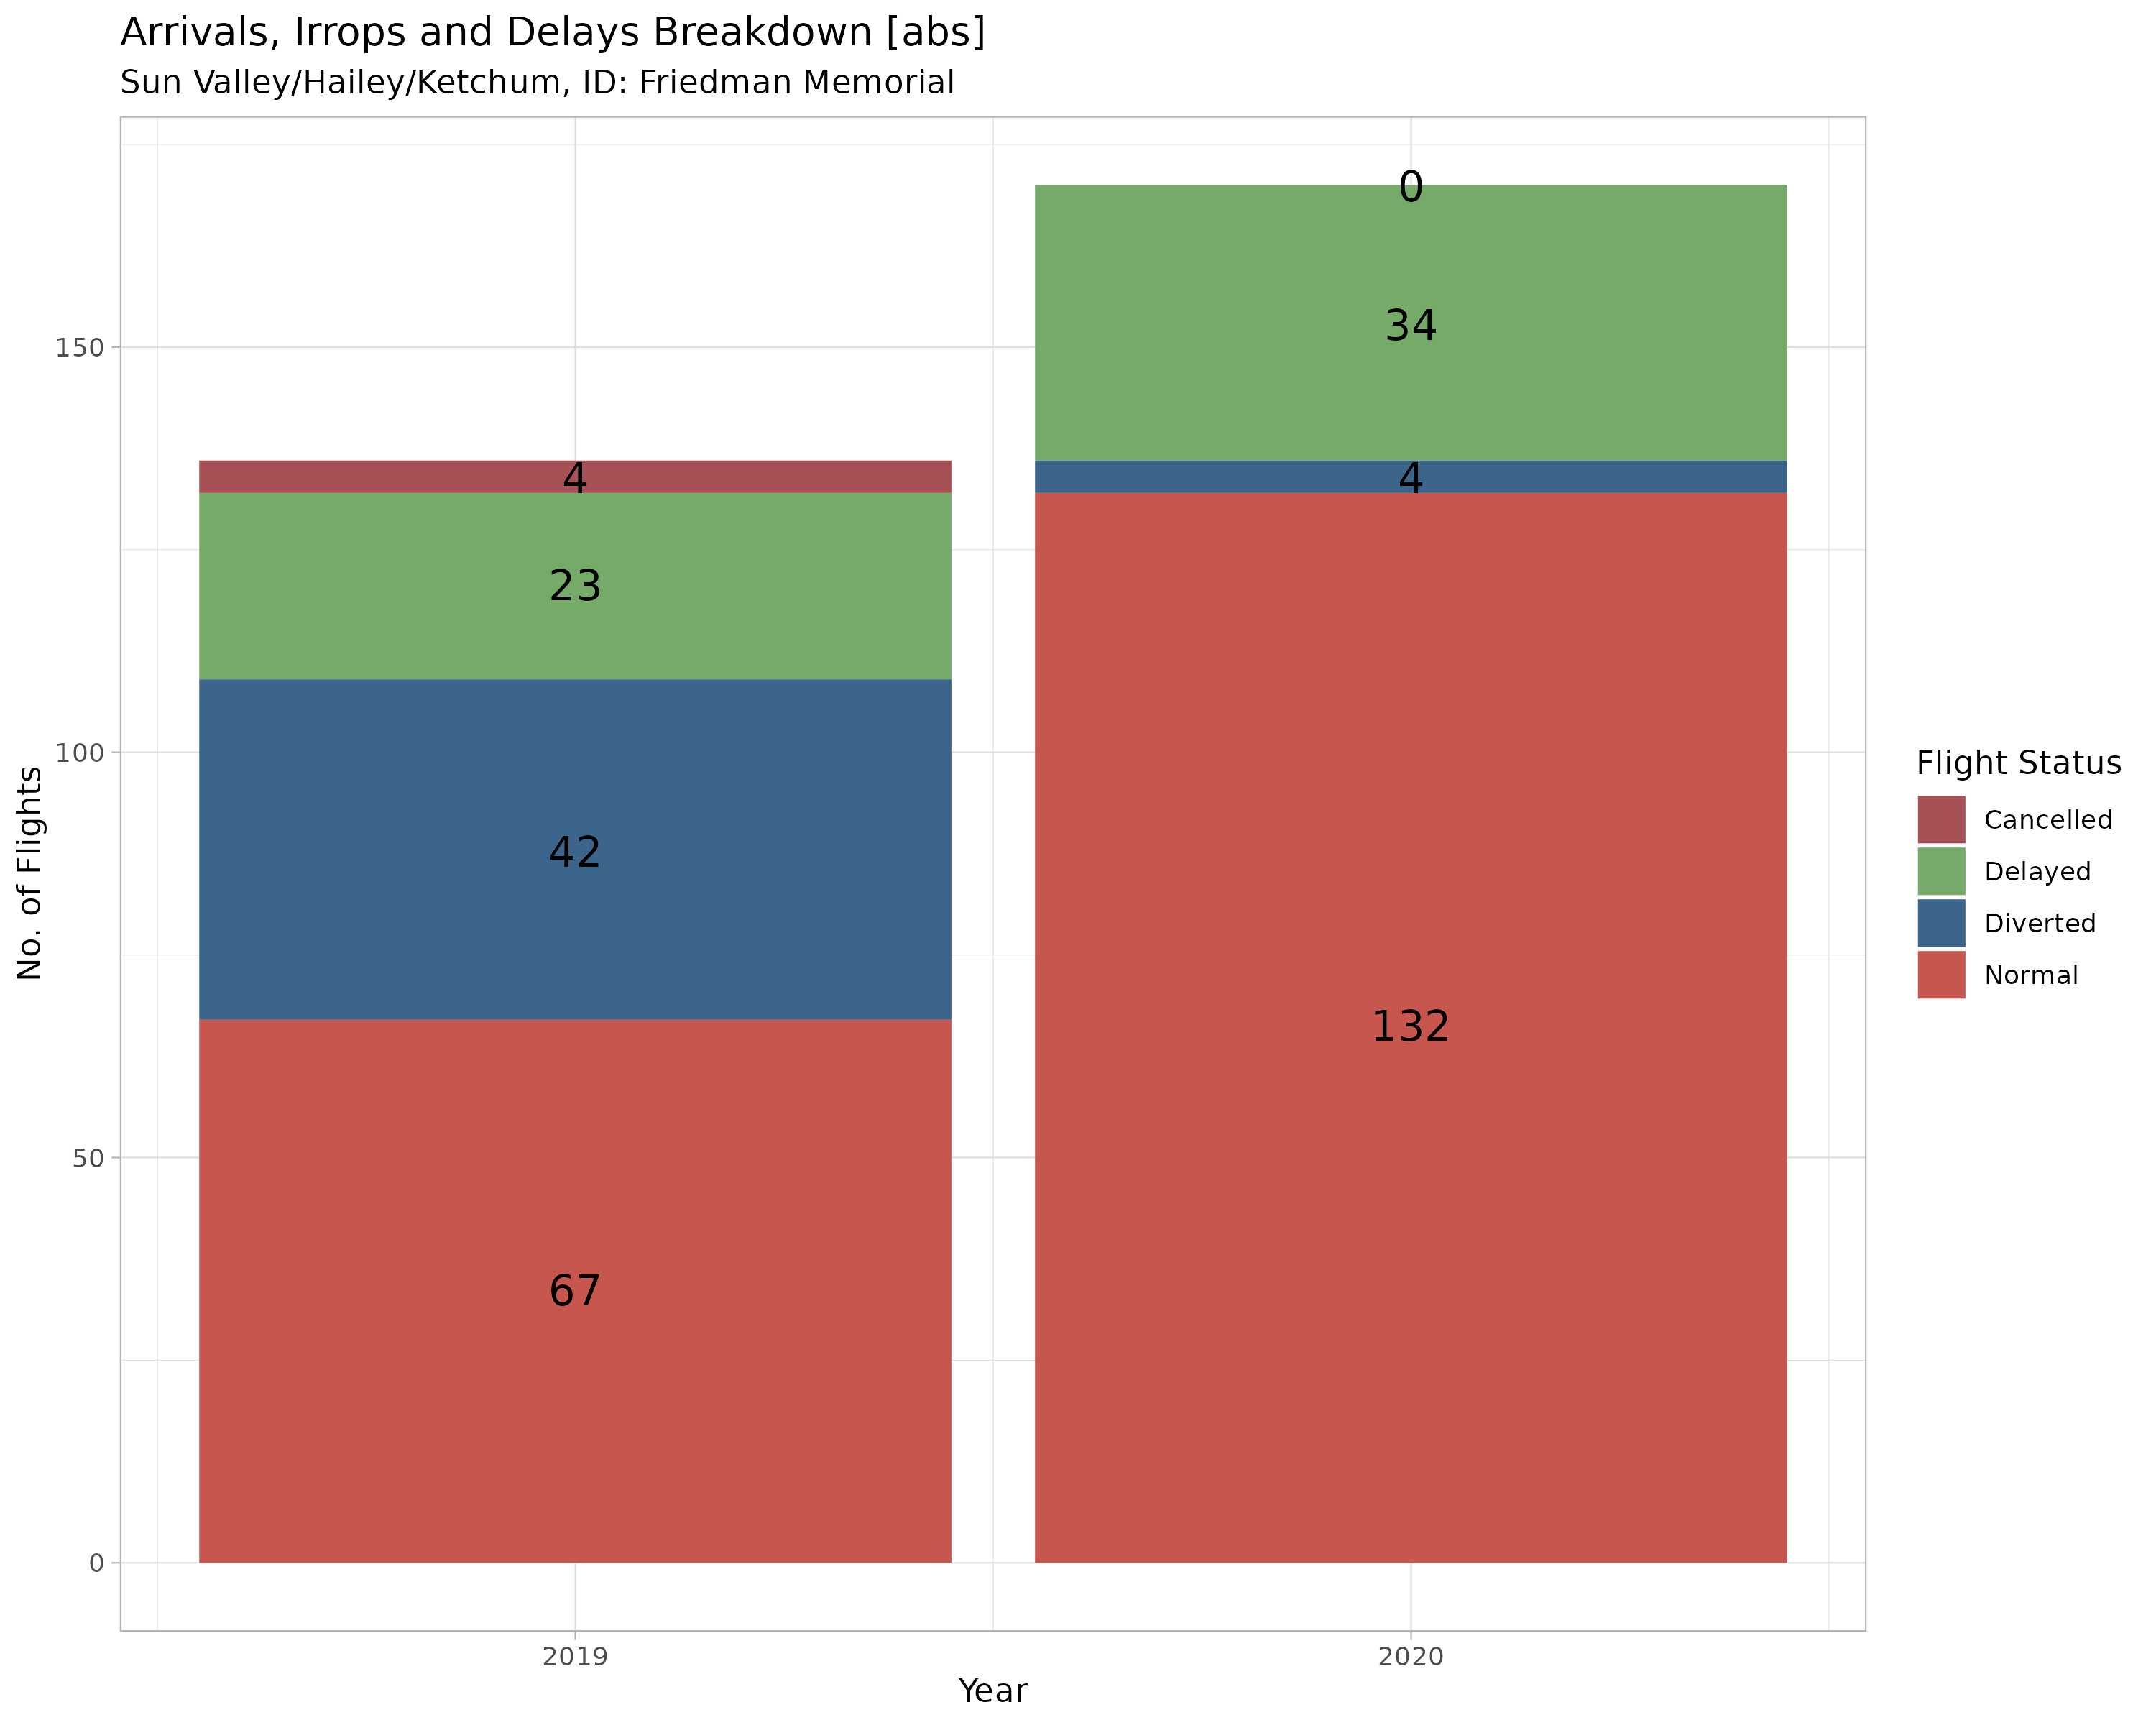 Arrivals, Irrops and Delays Breakdown [abs]
Sun Valley/Hailey/Ketchum, ID: Friedman Memorial
No. of Flights
150
100
50
0
4
23
42
67
0
34
4
132
2019
2020
Year
Flight Status
Cancelled
Delayed
Diverted
Normal